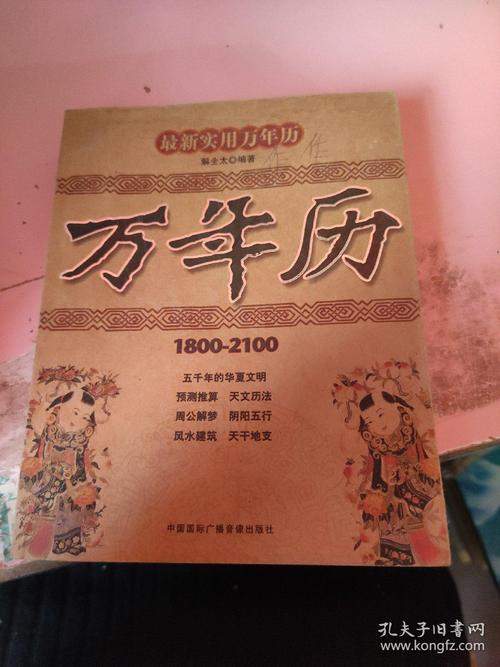 最新实用万年历
解全太◎编著
万年历
1800-2100
五千年的华夏文明
预测推算 天文历法
周公解梦 阴阳五行
风水建筑 天干地支
中国国际广播音像出版社
孔夫子旧书网
www.kongfz.com